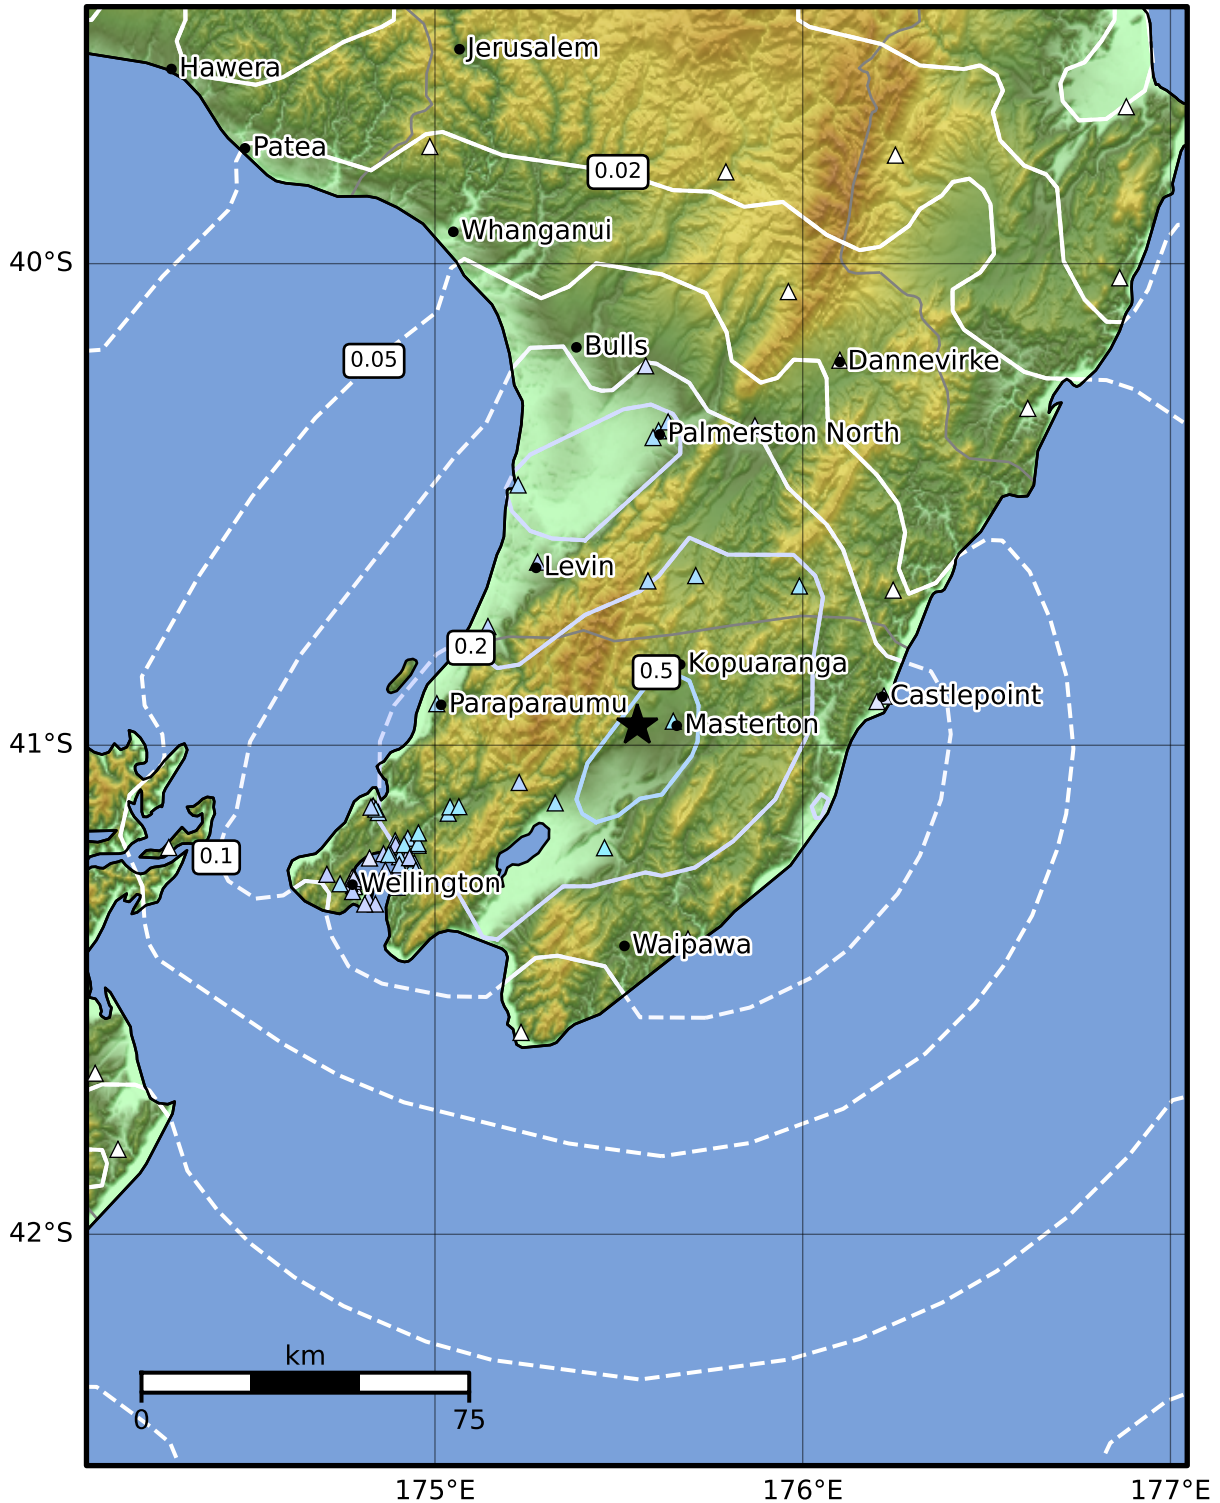 Jerusalem
Hawera
Patea
0.02
Whanganui
40°S
Bulls
0.05
Dannevirke
Palmerston North
Levin
0.2
Kopuaranga
0.5
Castlepoint
Paraparaumu
Masterton
41°S
0.1
Wellington
Waipawa
42°S
km
0
75
175°E
176°E
177°E